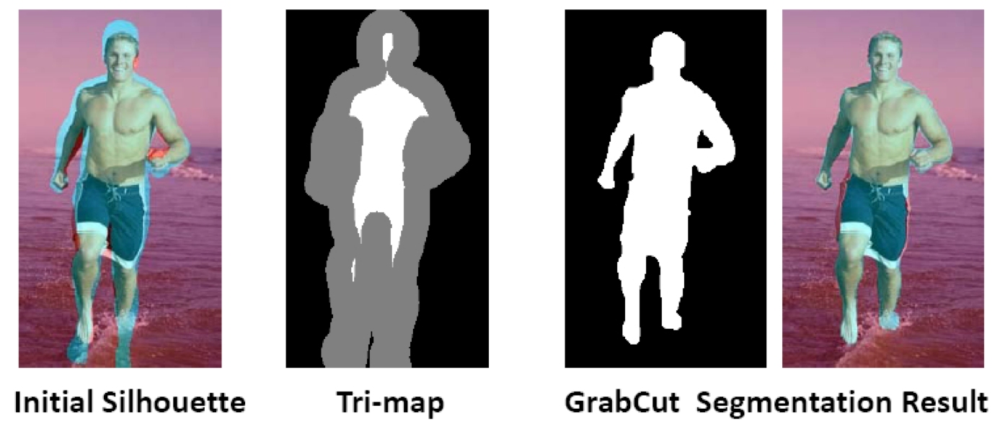 Initial Silhouette
Tri-map
GrabCut Segmentation Result